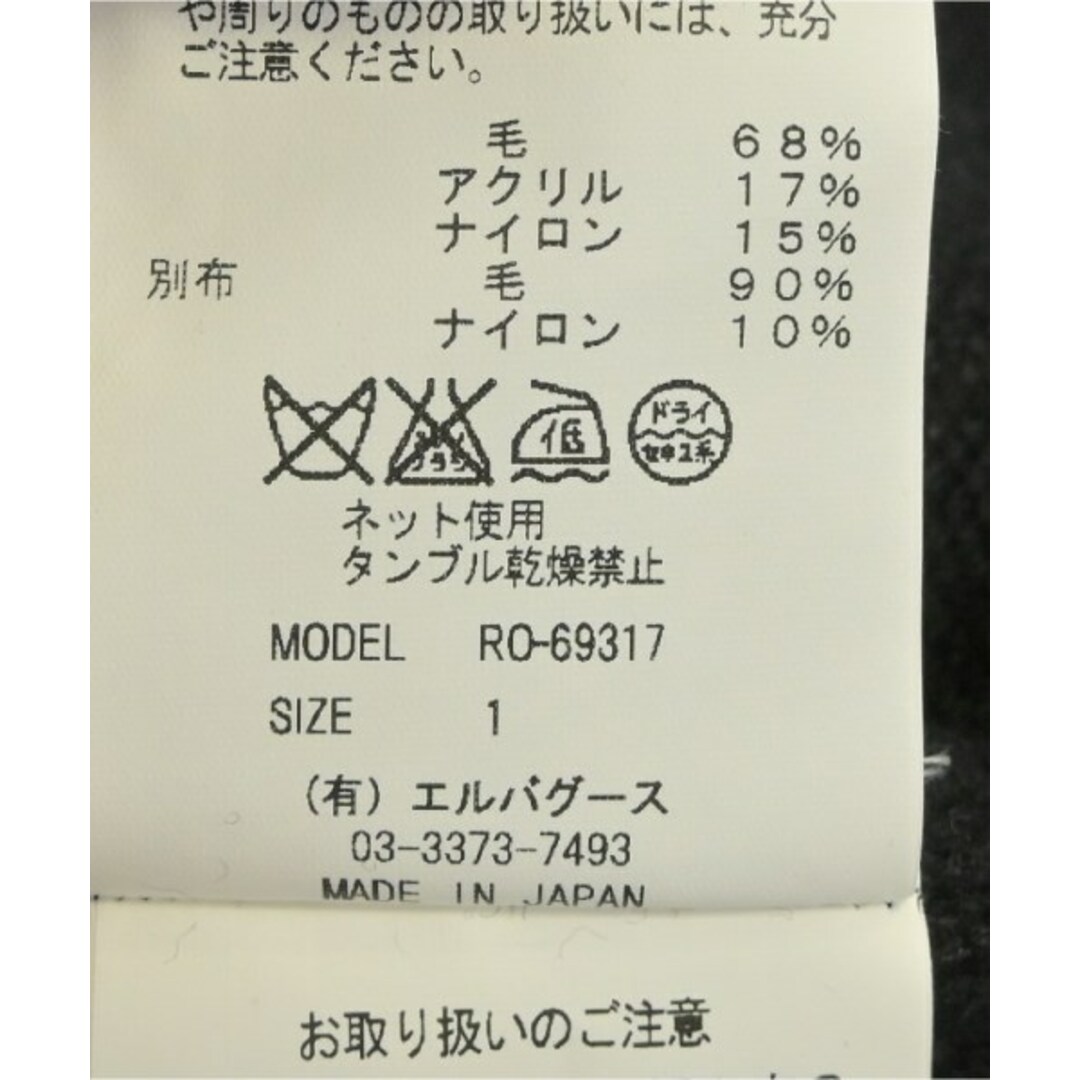 や周りのものの取り扱いには、充分
ご注意ください。
毛 68%
アクリル 17%
ナイロン 15%
別布 毛 90%
ナイロン 10%
低 ドライ
セキユ系
ネット使用
タンブル乾燥禁止
MODEL RO-69317
SIZE 1
(有) エルバグース
03-3373-7493
MADE IN JAPAN
お取り扱いのご注意